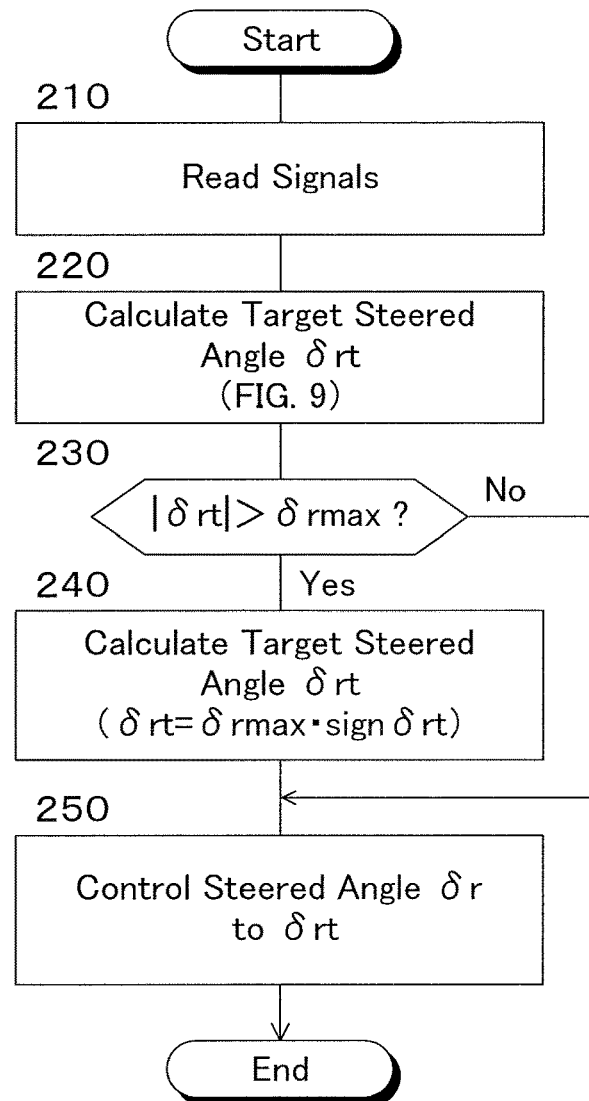 Start
210
Read Signals
220
Calculate Target Steered
Angle δrt
(FIG. 9)
230
|δrt|> δrmax ?
No
Yes
240
Calculate Target Steered
Angle δrt
(δrt=δrmax▪sign δrt)
250
Control Steered Angle δr
to δrt
End